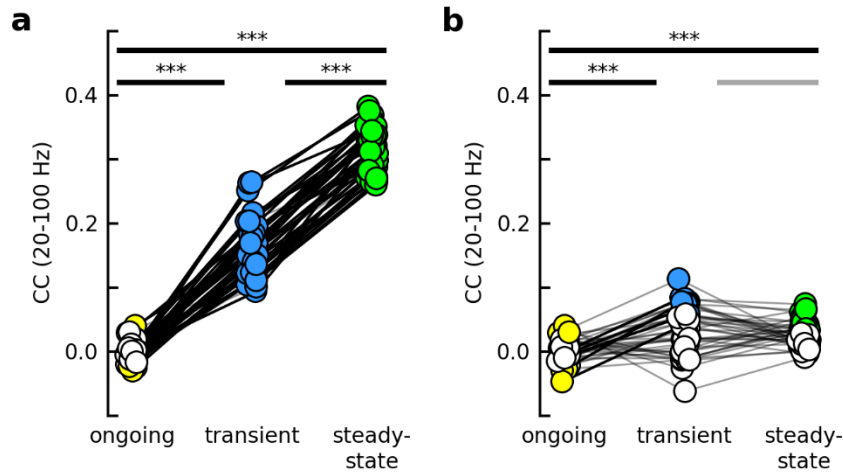 a
***
***
***
0.4
0.2
0.0
CC (20-100 Hz)
ongoing
transient
steady-
state
b
***
***
0.4
0.2
0.0
CC (20-100 Hz)
ongoing
transient
steady-
state